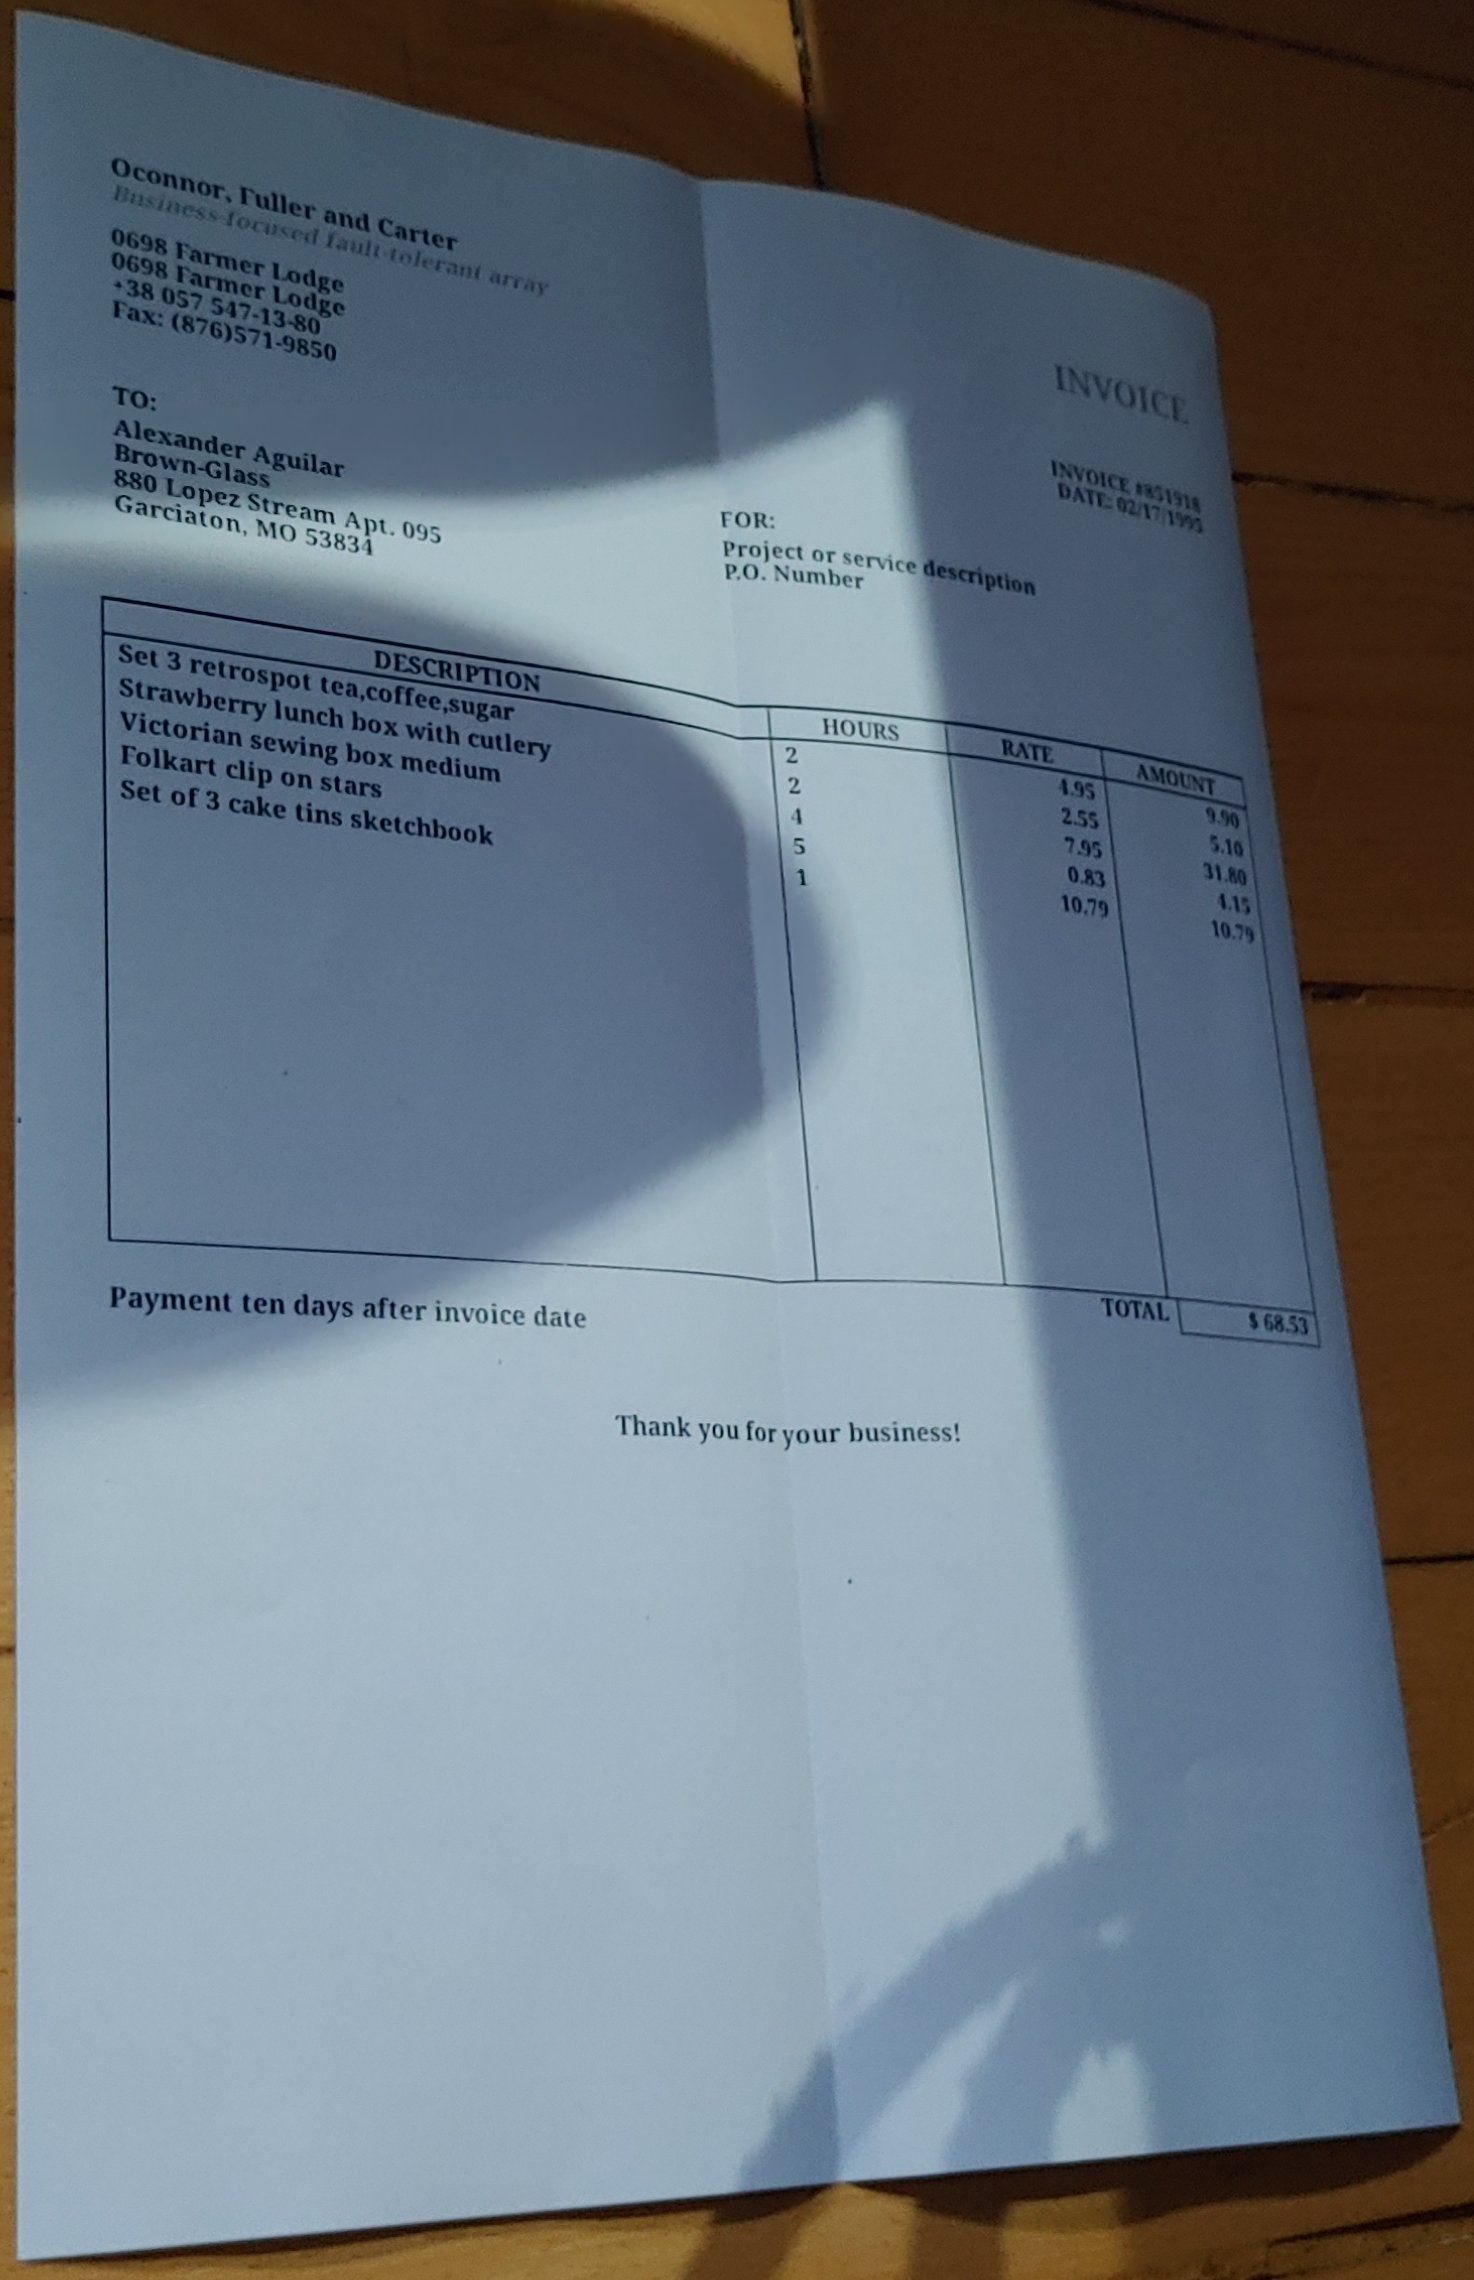 Oconnor, Fuller and Carter
Business-focused fault-tolerant array
0698 Farmer Lodge
0698 Farmer Lodge
+38 057 547-13-80
Fax: (876)571-9850
INVOICE
INVOICE #851918
DATE: 02/17/1995
TO:
Alexander Aguilar
Brown-Glass
880 Lopez Stream Apt. 095
Garciaton, MO 53834
FOR:
Project or service description
P.O. Number
DESCRIPTION HOURS RATE AMOUNT
Set 3 retrospot tea,coffee,sugar 2 4.95 9.90
Strawberry lunch box with cutlery 2 2.55 5.10
Victorian sewing box medium 4 7.95 31.80
Folkart clip on stars 5 0.83 4.15
Set of 3 cake tins sketchbook 1 10.79 10.79
TOTAL $ 68.53
Payment ten days after invoice date
Thank you for your business!